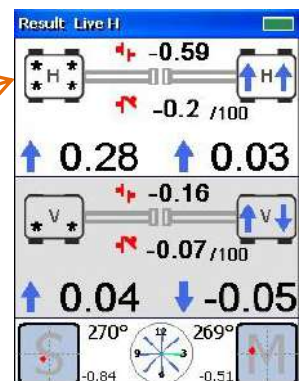 Result Live H
-0.59
* * H * *
H
-0.2 /100
0.28 0.03
-0.16
* V *
V
-0.07 /100
0.04 -0.05
270° 12 269°
9 3
S 6 M
-0.84 -0.51